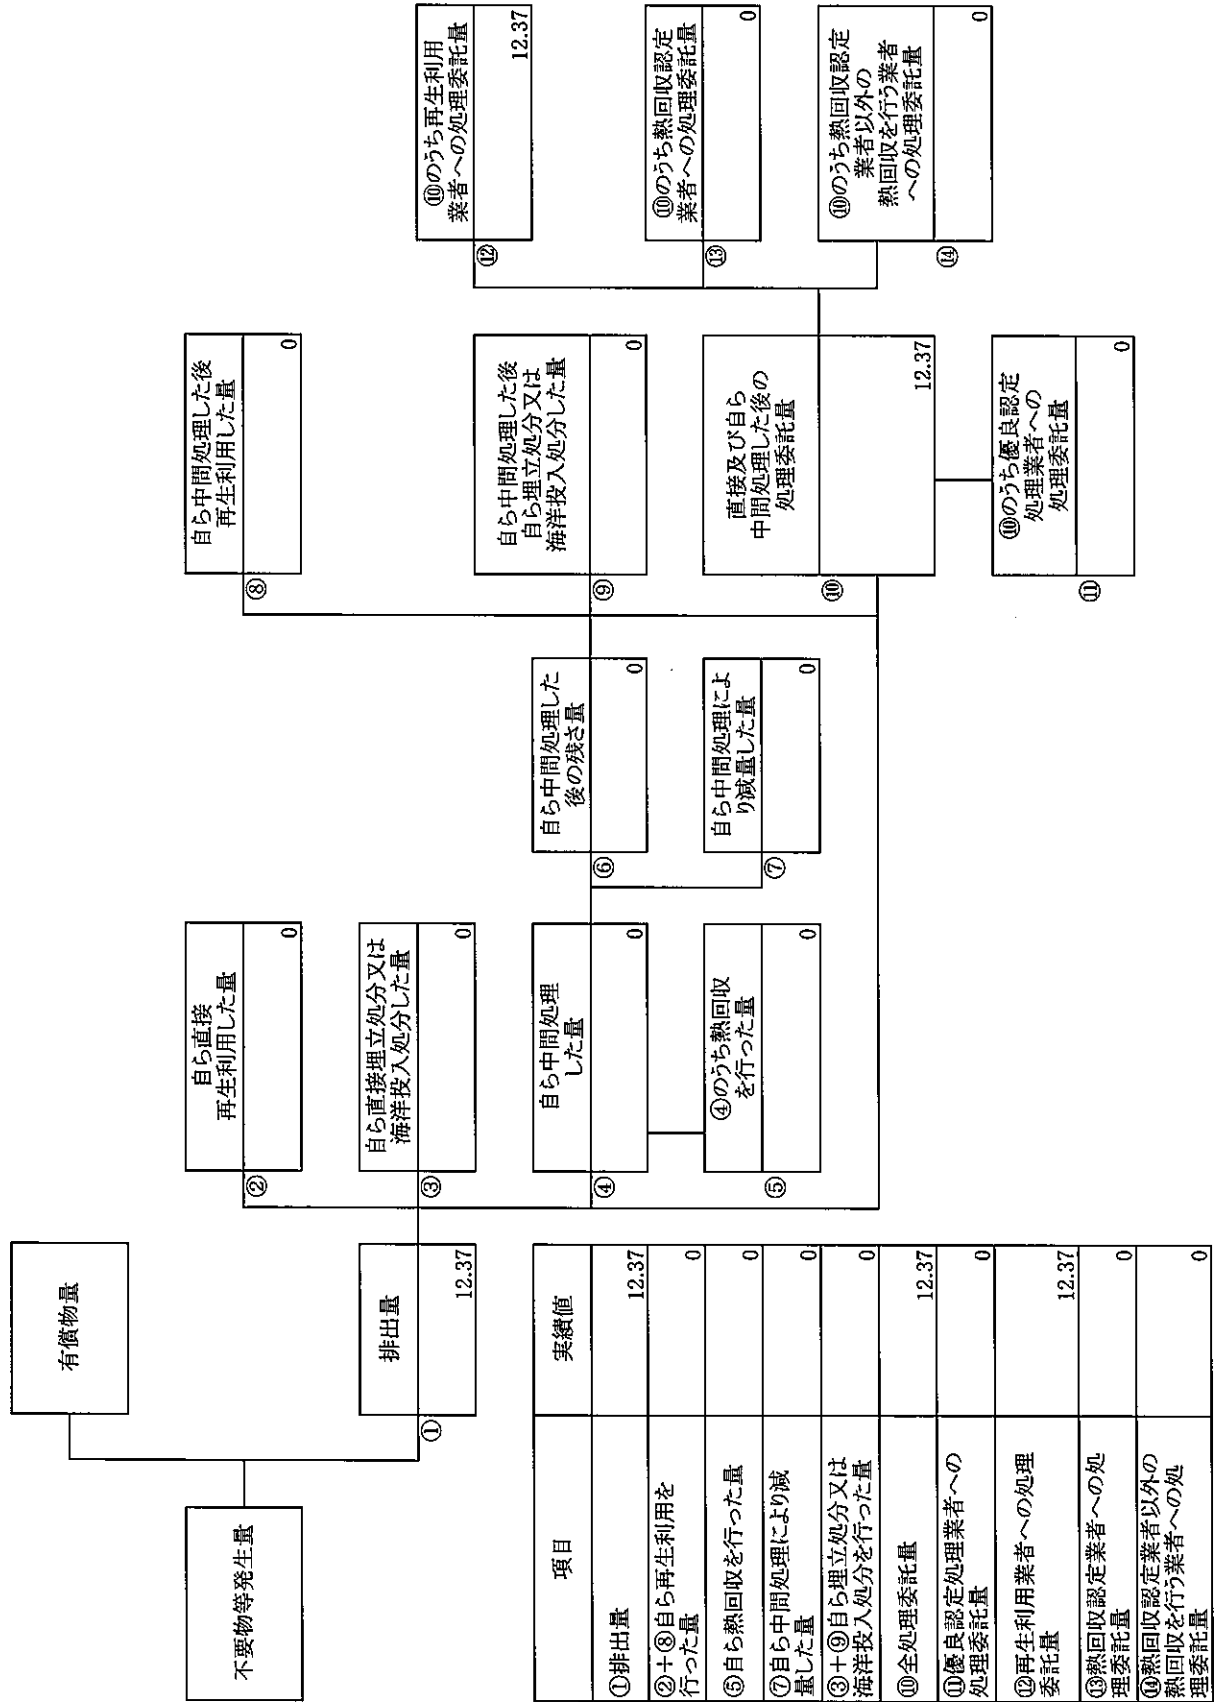 不要物等発生量
有償物量
排出量
①
12.37
自ら直接
再生利用した量
②
0
自ら直接埋立処分又は
海洋投入処分した量
③
0
自ら中間処理
した量
④
0
④のうち熱回収
を行った量
⑤
0
自ら中間処理した
後の残さ量
⑥
0
自ら中間処理によ
り減量した量
⑦
0
自ら中間処理した後
再生利用した量
⑧
0
自ら中間処理した後
自ら埋立処分又は
海洋投入処分した量
⑨
0
直接及び自ら
中間処理した後の
処理委託量
⑩
12.37
⑩のうち優良認定
処理業者への
処理委託量
⑪
0
⑩のうち再生利用
業者への処理委託量
⑫
12.37
⑩のうち熱回収認定
業者への処理委託量
⑬
0
⑩のうち熱回収認定
業者以外の
熱回収を行う業者
への処理委託量
⑭
0
項目
実績値
①排出量
12.37
②+⑧自ら再生利用を
行った量
0
⑤自ら熱回収を行った量
0
⑦自ら中間処理により減
量した量
0
③+⑨自ら埋立処分又は
海洋投入処分を行った量
0
⑩全処理委託量
12.37
⑪優良認定処理業者への
処理委託量
0
⑫再生利用業者への処理
委託量
12.37
⑬熱回収認定業者への処
理委託量
0
⑭熱回収認定業者以外の
熱回収を行う業者への処
理委託量
0